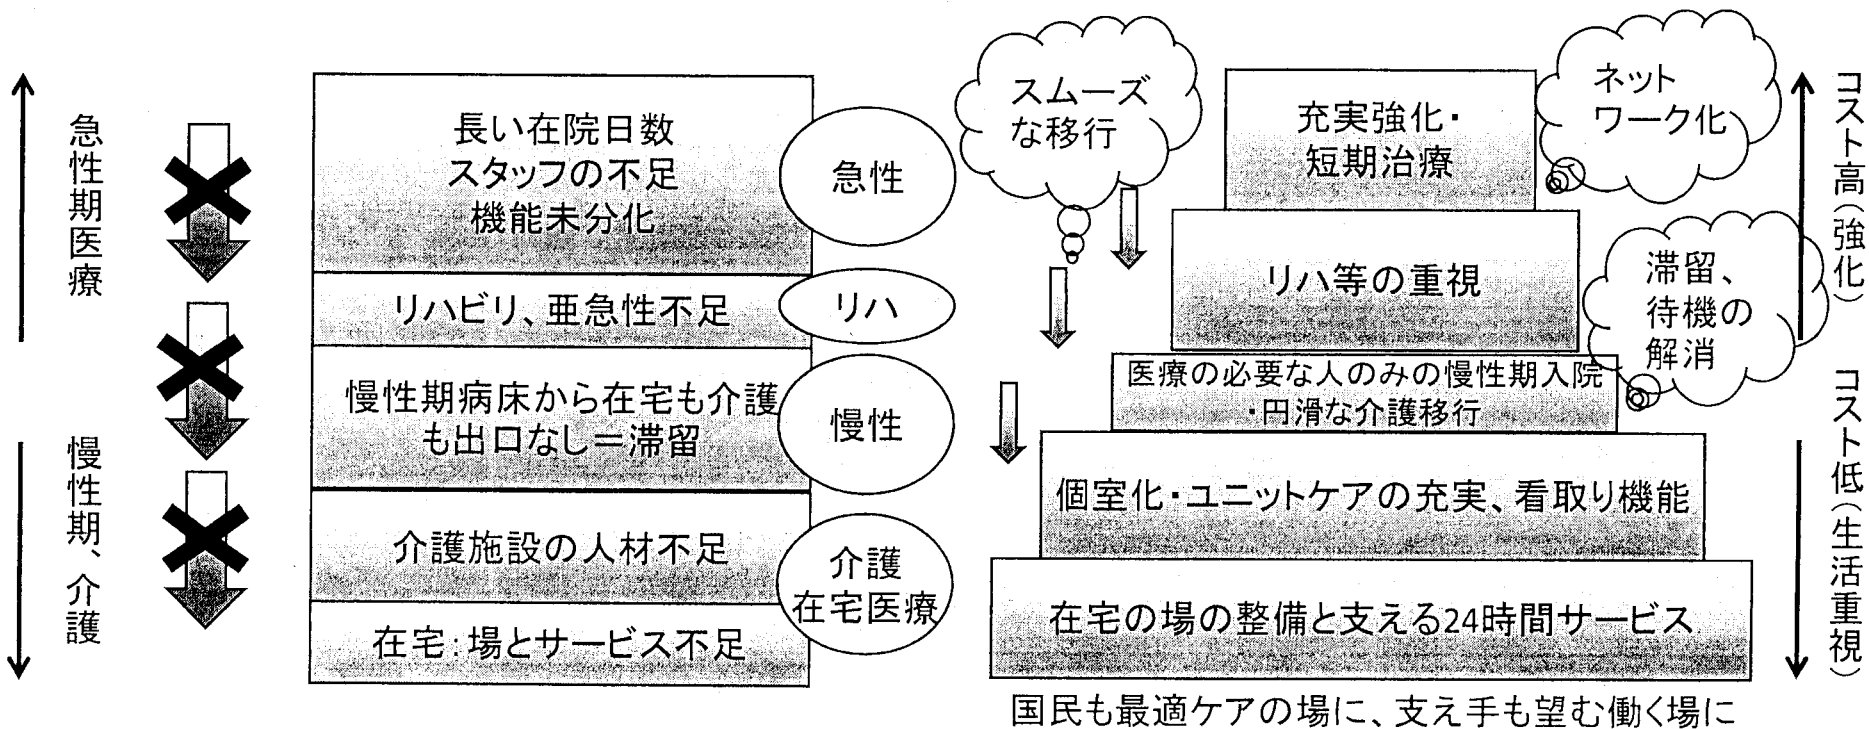 急性期医療
慢性期、介護
長い在院日数
スタッフの不足
機能未分化
リハビリ、亜急性不足
慢性期病床から在宅も介護
も出口なし＝滞留
介護施設の人材不足
在宅：場とサービス不足
急性
リハ
慢性
介護
在宅医療
スムーズ
な移行
ネット
ワーク化
滞留、
待機の
解消
充実強化・
短期治療
リハ等の重視
医療の必要な人のみの慢性期入院
・円滑な介護移行
個室化・ユニットケアの充実、看取り機能
在宅の場の整備と支える24時間サービス
国民も最適ケアの場に、支え手も望む働く場に
コスト高（強化）
コスト低（生活重視）